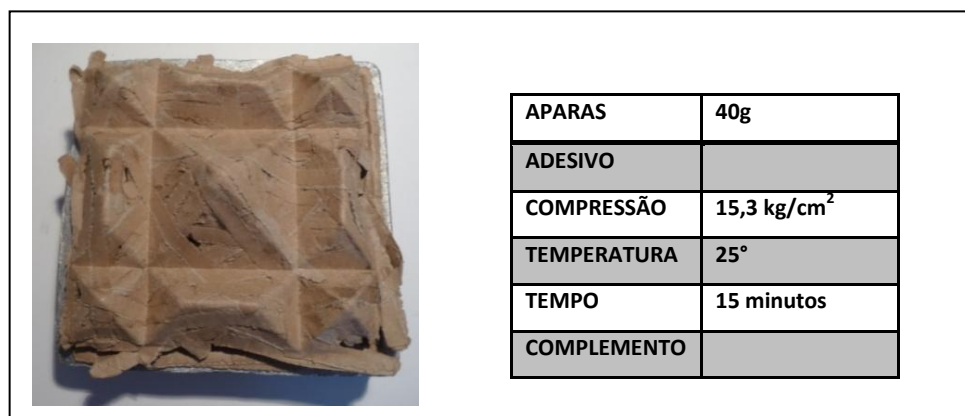 APARAS 40g
ADESIVO
COMPRESSÃO 15,3 kg/cm²
TEMPERATURA 25°
TEMPO 15 minutos
COMPLEMENTO